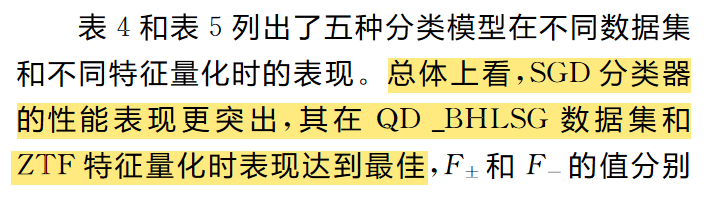 表 4 和表 5 列出了五种分类模型在不同数据集
和不同特征量化时的表现。总体上看,SGD 分类器
的性能表现更突出,其在 QD _BHLSG 数据集和
ZTF 特征量化时表现达到最佳,F± 和 F− 的值分别